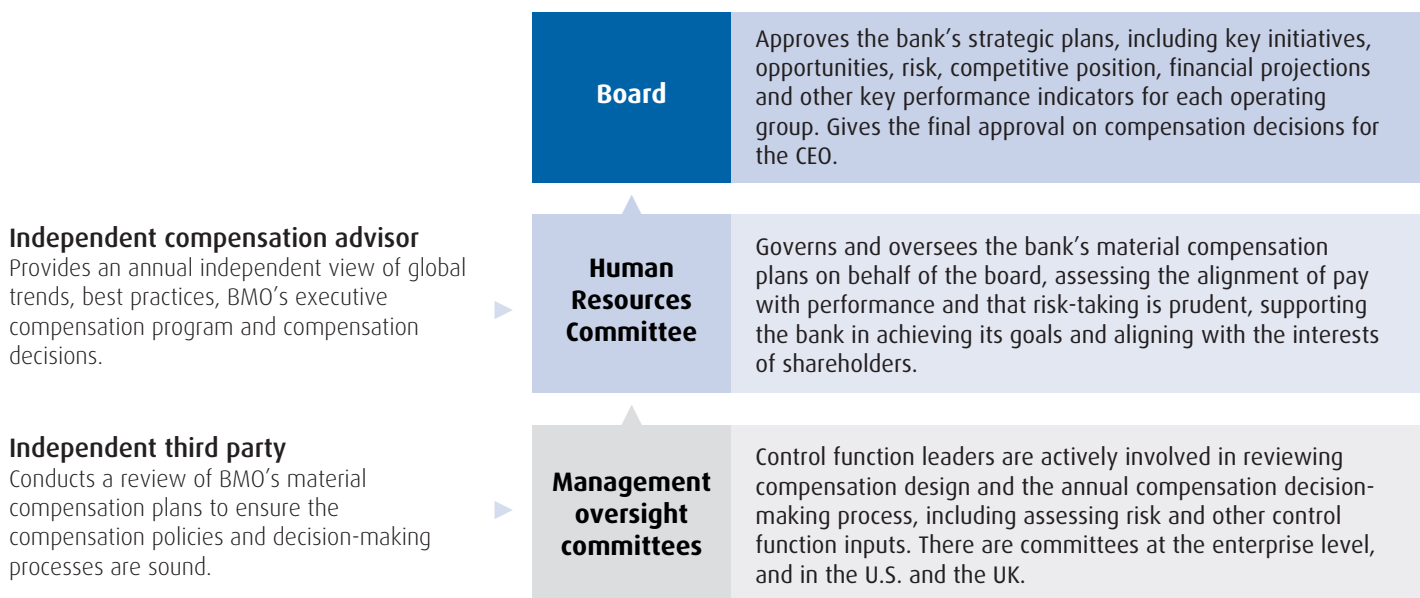 Board
Approves the bank's strategic plans, including key initiatives,
opportunities, risk, competitive position, financial projections
and other key performance indicators for each operating
group. Gives the final approval on compensation decisions for
the CEO.
Independent compensation advisor
Provides an annual independent view of global
trends, best practices, BMO's executive
compensation program and compensation
decisions.
Human
Resources
Committee
Governs and oversees the bank's material compensation
plans on behalf of the board, assessing the alignment of pay
with performance and that risk-taking is prudent, supporting
the bank in achieving its goals and aligning with the interests
of shareholders.
Independent third party
Conducts a review of BMO's material
compensation plans to ensure the
compensation policies and decision-making
processes are sound.
Management
oversight
committees
Control function leaders are actively involved in reviewing
compensation design and the annual compensation decision-
making process, including assessing risk and other control
function inputs. There are committees at the enterprise level,
and in the U.S. and the UK.